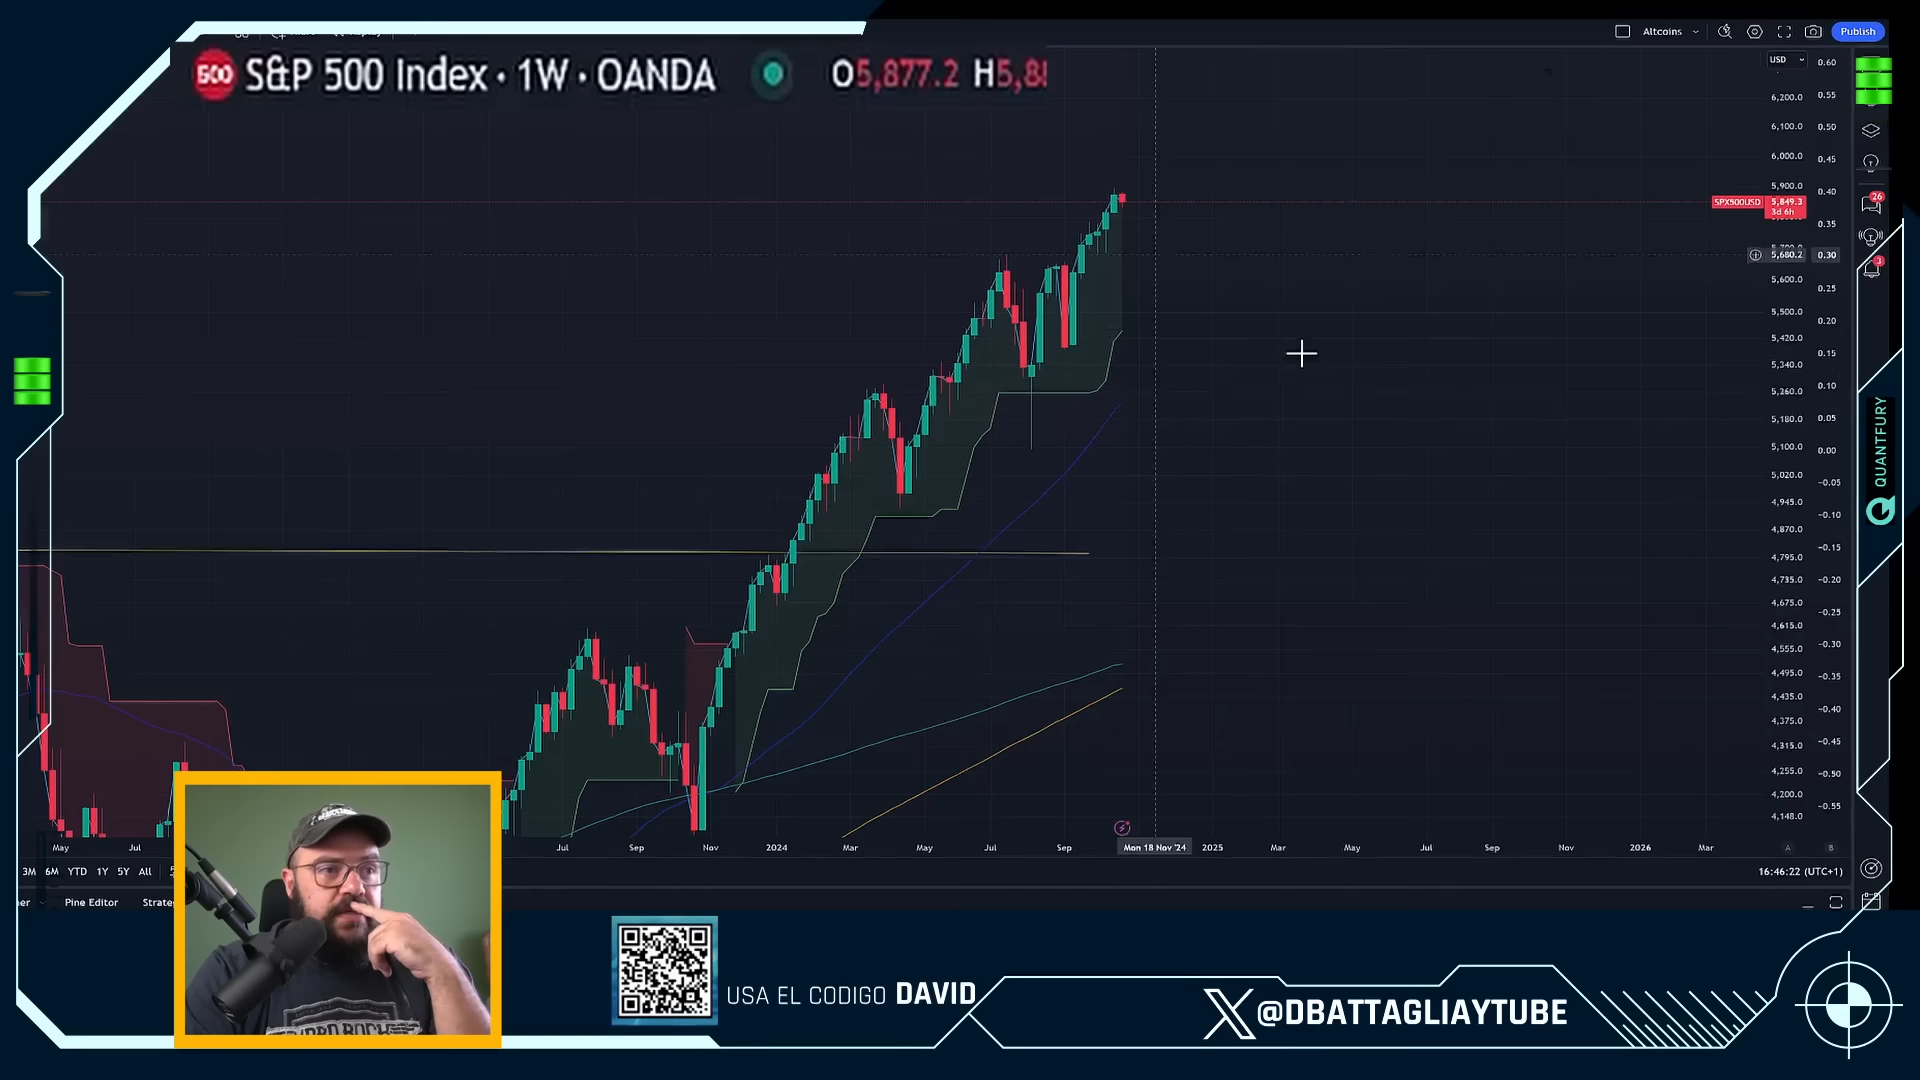 Altcoins
Publish
500 S&P 500 Index · 1W · OANDA O5,877.2 H5,8
USD
0.60
6,200.0 0.55
6,100.0 0.50
6,000.0 0.45
5,900.0 0.40
SPX500USD 5,849.3
3d 6h
26
0.35
5,680.2 0.30
3
5,600.0 0.25
5,500.0 0.20
5,420.0 0.15
5,340.0 0.10
5,260.0
5,180.0 0.05
5,100.0 0.00
5,020.0 −0.05
4,945.0 −0.10
4,870.0 −0.15
4,795.0
4,735.0 −0.20
4,675.0 −0.25
4,615.0 −0.30
4,555.0
4,495.0 −0.35
4,435.0 −0.40
4,375.0 −0.45
4,315.0
4,255.0 −0.50
4,200.0 −0.55
4,148.0
QUANTFURY
May Jul Jul Sep Nov 2024 Mar May Jul Sep Mon 18 Nov '24 2025 Mar May Jul Sep Nov 2026 Mar A B
3M 6M YTD 1Y 5Y All
16:46:22 (UTC+1)
er Pine Editor Strate
USA EL CODIGO DAVID
X @DBATTAGLIAYTUBE